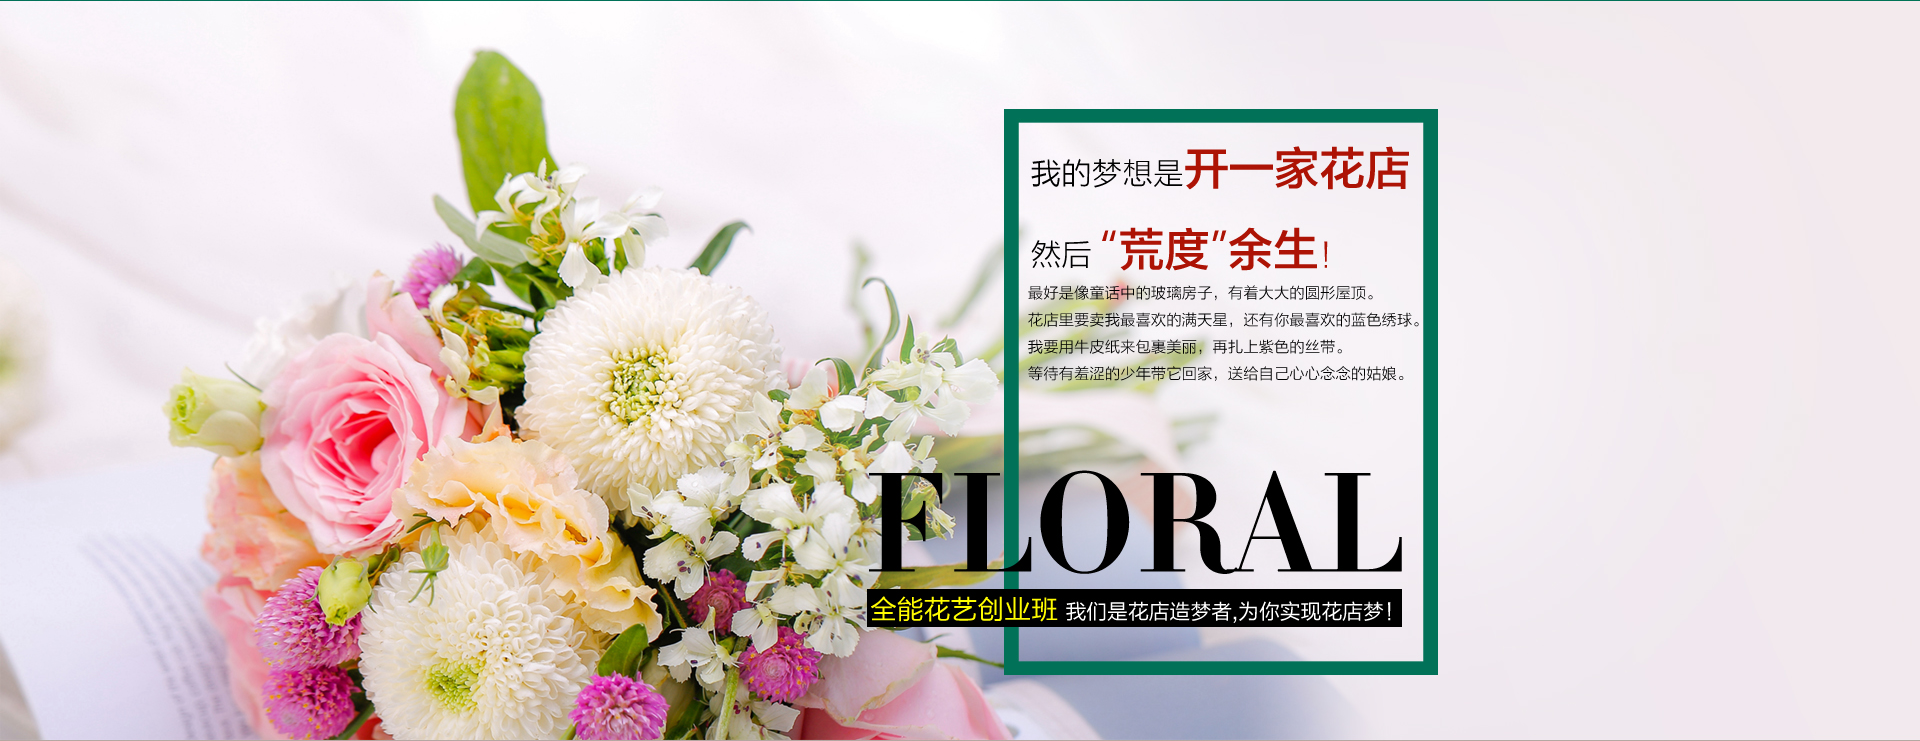 我的梦想是开一家花店
然后“荒度”余生！
最好是像童话中的玻璃房子，有着大大的圆形屋顶。
花店里要卖我最喜欢的满天星，还有你最喜欢的蓝色绣球。
我要用牛皮纸来包裹美丽，再扎上紫色的丝带。
等待有羞涩的少年带它回家，送给自己心心念念的姑娘。
FLORAL
全能花艺创业班 我们是花店造梦者,为你实现花店梦！